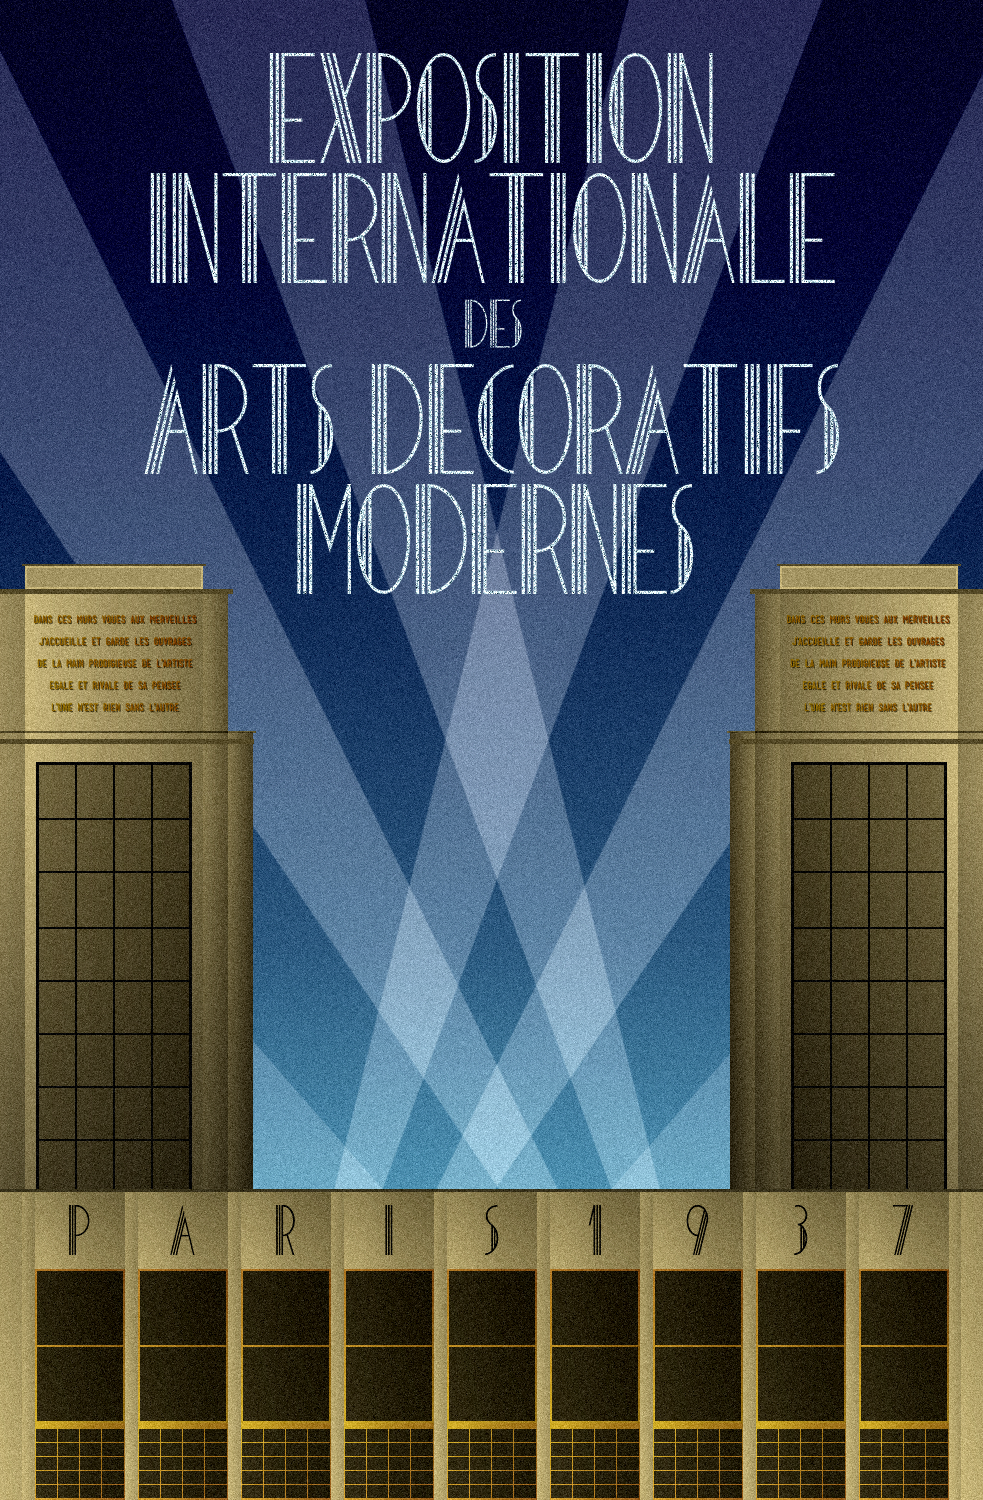 EXPOSITION
INTERNATIONALE
DES
ARTS DECORATIFS
MODERNES
DANS CES MURS VOUES AUX MERVEILLES
J'ACCUEILLE ET GARDE LES OUVRAGES
DE LA MAIN PRODIGIEUSE DE L'ARTISTE
EGALE ET RIVALE DE SA PENSEE
L'UNE N'EST RIEN SANS L'AUTRE
DANS CES MURS VOUES AUX MERVEILLES
J'ACCUEILLE ET GARDE LES OUVRAGES
DE LA MAIN PRODIGIEUSE DE L'ARTISTE
EGALE ET RIVALE DE SA PENSEE
L'UNE N'EST RIEN SANS L'AUTRE
PARIS 1937